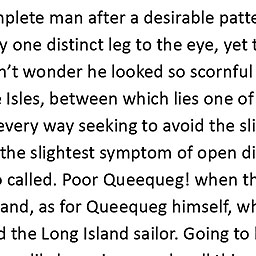 mplete man after a desirable patte
y one distinct leg to the eye, yet t
n't wonder he looked so scornful
e Isles, between which lies one of
every way seeking to avoid the sli
the slightest symptom of open di
o called. Poor Queequeg! when th
and, as for Queequeg himself, wh
d the Long Island sailor. Going to